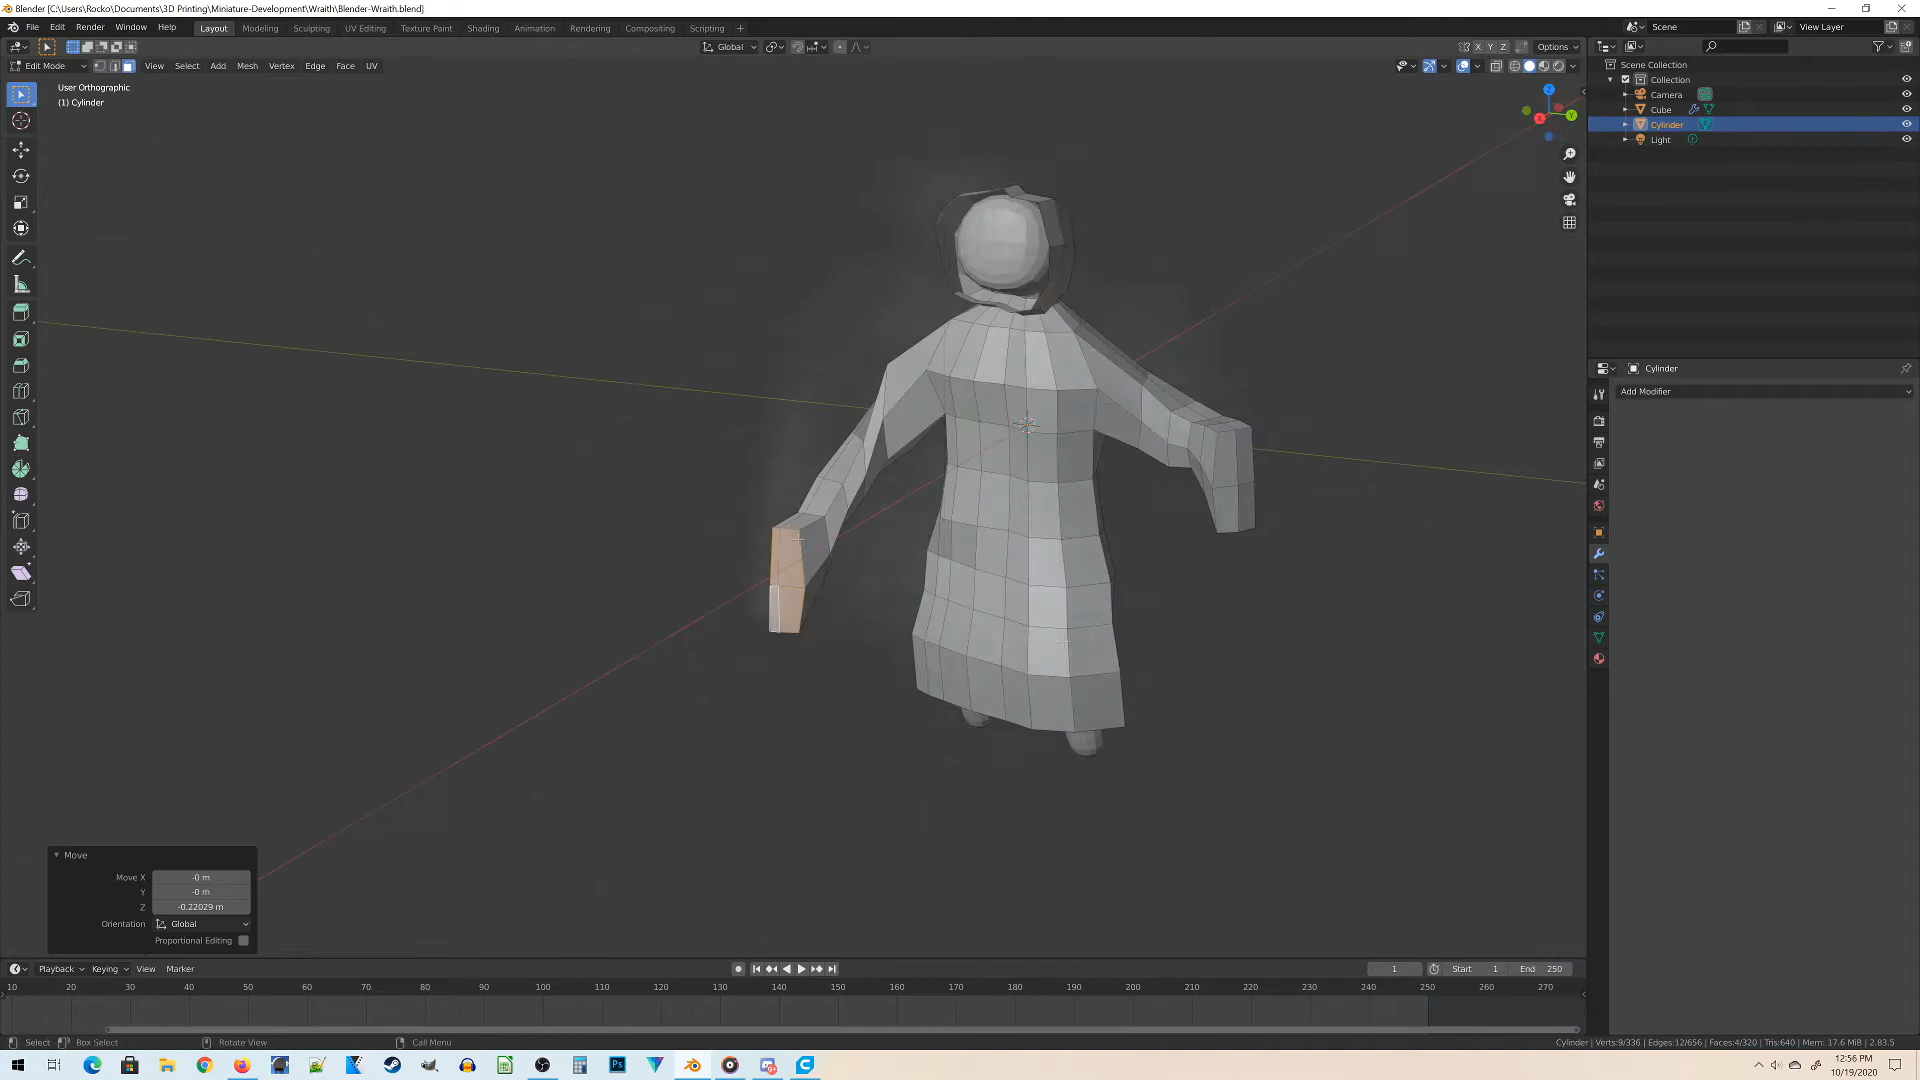 Blender [C:\Users\Rocko\Documents\3D Printing\Miniature-Development\Wraith\Blender-Wraith.blend]
File Edit Render Window Help Layout Modeling Sculpting UV Editing Texture Paint Shading Animation Rendering Compositing Scripting + Scene View Layer
Global X Y Z Options
Edit Mode View Select Add Mesh Vertex Edge Face UV
User Orthographic
(1) Cylinder
Z
Y
X
Scene Collection
Collection
Camera
Cube
Cylinder
Light
Cylinder
Add Modifier
Move
Move X -0 m
Y -0 m
Z -0.22029 m
Orientation Global
Proportional Editing
Playback Keying View Marker 1 Start 1 End 250
10 20 30 40 50 60 70 80 90 100 110 120 130 140 150 160 170 180 190 200 210 220 230 240 250 260 270
Select Box Select Rotate View Call Menu Cylinder | Verts:9/336 | Edges:12/656 | Faces:4/320 | Tris:640 | Mem: 17.6 MiB | 2.83.5
12:56 PM
10/19/2020